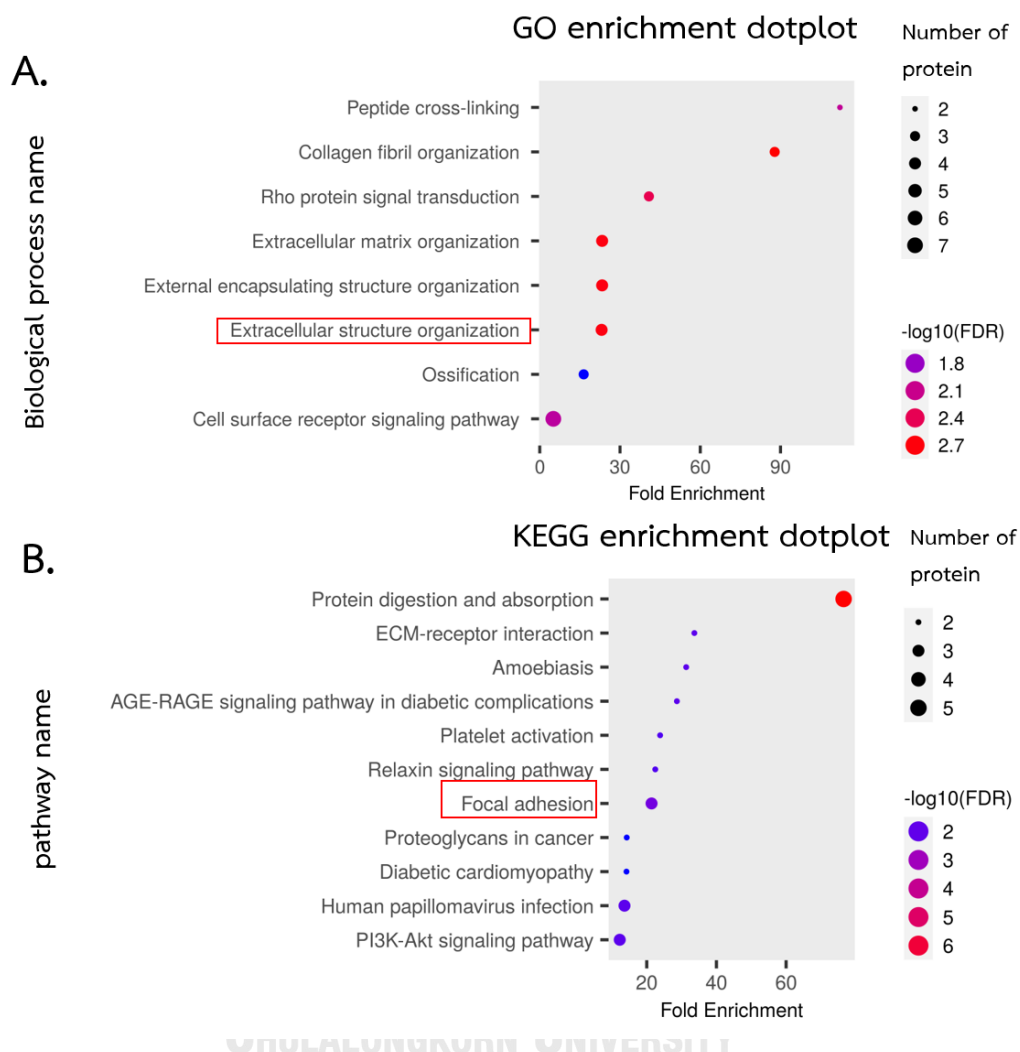 GO enrichment dotplot
A.
Biological process name
Peptide cross-linking
Collagen fibril organization
Rho protein signal transduction
Extracellular matrix organization
External encapsulating structure organization
Extracellular structure organization
Ossification
Cell surface receptor signaling pathway
0 30 60 90
Fold Enrichment
Number of
protein
2
3
4
5
6
7
-log10(FDR)
1.8
2.1
2.4
2.7
KEGG enrichment dotplot
B.
pathway name
Protein digestion and absorption
ECM-receptor interaction
Amoebiasis
AGE-RAGE signaling pathway in diabetic complications
Platelet activation
Relaxin signaling pathway
Focal adhesion
Proteoglycans in cancer
Diabetic cardiomyopathy
Human papillomavirus infection
PI3K-Akt signaling pathway
20 40 60
Fold Enrichment
Number of
protein
2
3
4
5
-log10(FDR)
2
3
4
5
6
CHULALONGKORN UNIVERSITY